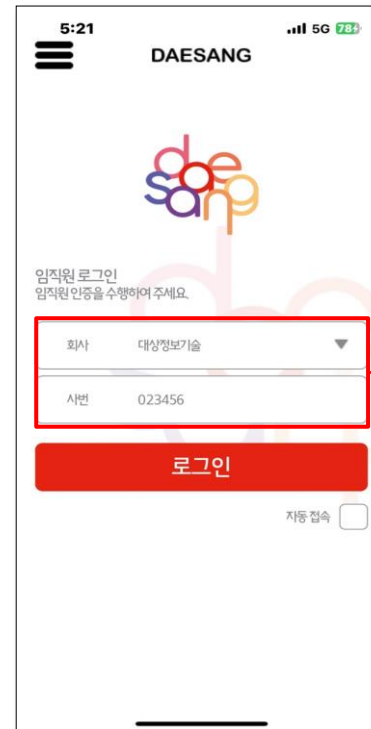 5:21 5G 78
DAESANG
dae
sang
임직원 로그인
임직원 인증을 수행하여 주세요.
회사 대상정보기술
사번 023456
로그인
자동 접속